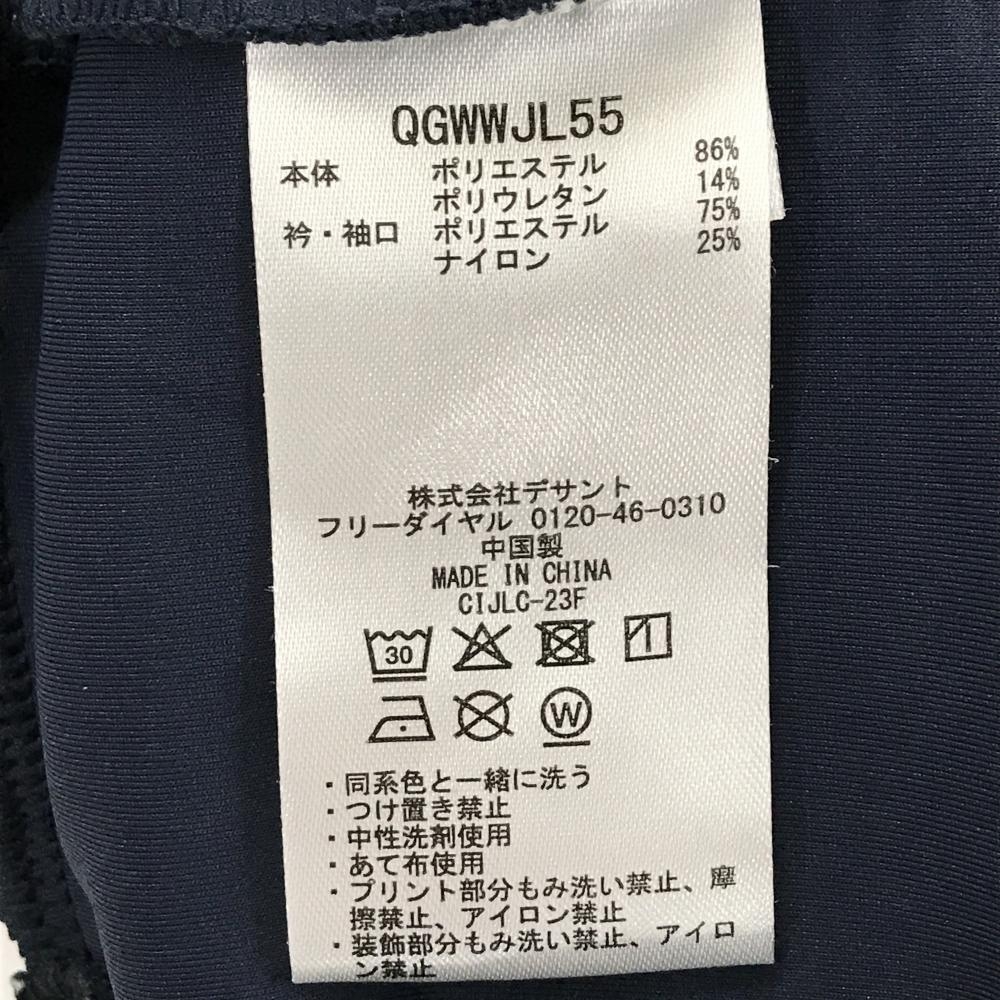 QGWWJL55
本体 ポリエステル 86%
ポリウレタン 14%
衿・袖口 ポリエステル 75%
ナイロン 25%
株式会社デサント
フリーダイヤル 0120-46-0310
中国製
MADE IN CHINA
CIJLC-23F
30
W
・同系色と一緒に洗う
・つけ置き禁止
・中性洗剤使用
・あて布使用
・プリント部分もみ洗い禁止、摩
擦禁止、アイロン禁止
・装飾部分もみ洗い禁止、アイロ
ン禁止